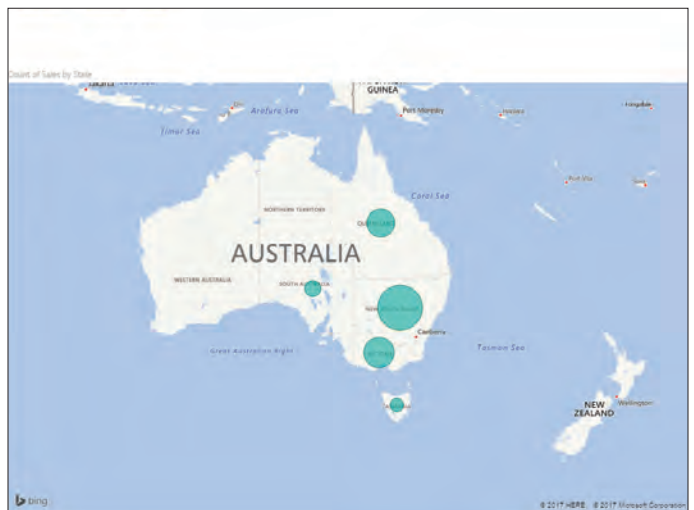 Count of Sales by State
GUINEA
Arafura Sea
Port Moresby
Honiara
Timor Sea
Coral Sea
NORTHERN TERRITORY
AUSTRALIA
WESTERN AUSTRALIA
SOUTH AUSTRALIA
NEW SOUTH WALES
Canberra
Great Australian Bight
Tasman Sea
NEW
ZEALAND
Wellington
bing
© 2017 HERE © 2017 Microsoft Corporation